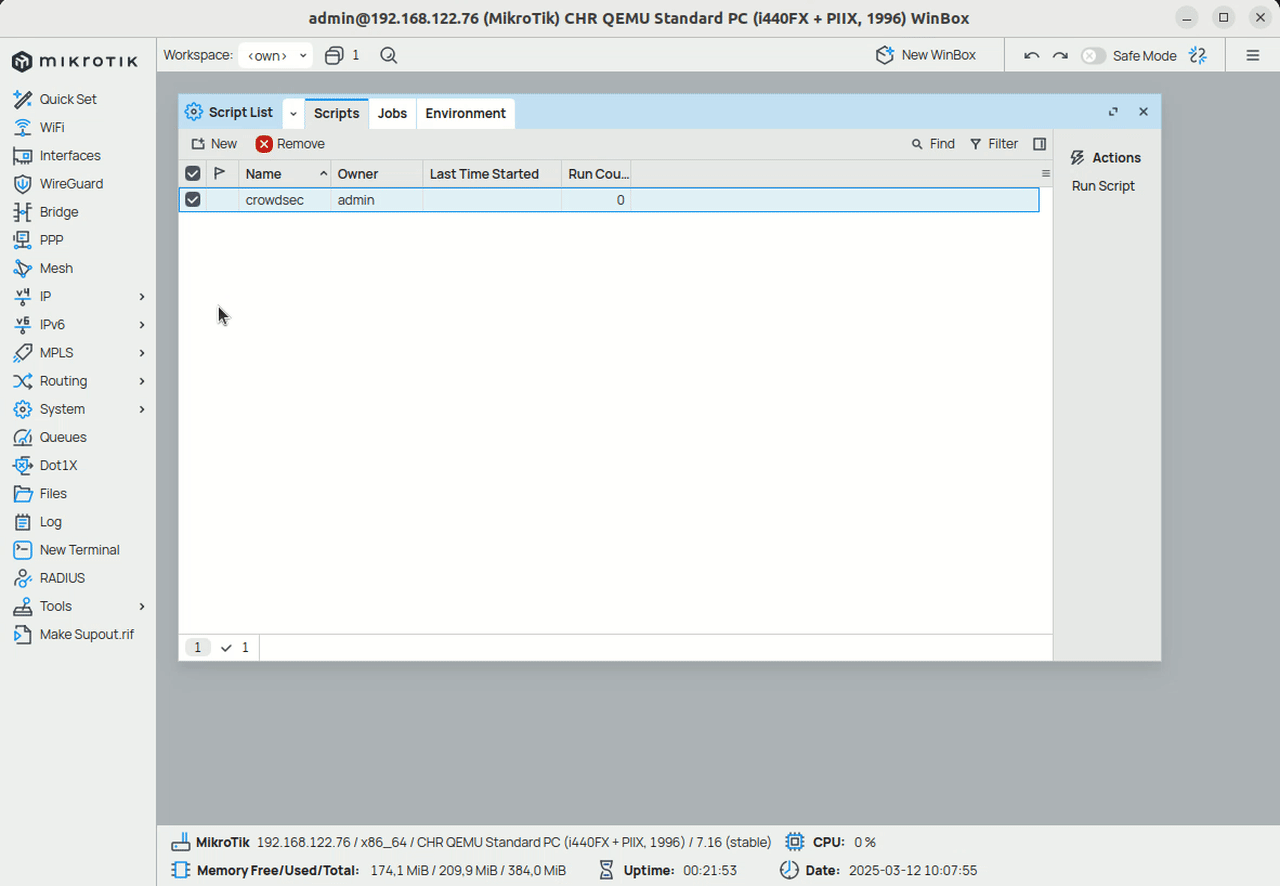 admin@192.168.122.76 (MikroTik) CHR QEMU Standard PC (i440FX + PIIX, 1996) WinBox
MikroTik
Workspace: <own> 1 New WinBox Safe Mode
Quick Set
WiFi
Interfaces
WireGuard
Bridge
PPP
Mesh
IP
IPv6
MPLS
Routing
System
Queues
Dot1X
Files
Log
New Terminal
RADIUS
Tools
Make Supout.rif
Script List Scripts Jobs Environment
New Remove Find Filter
Name Owner Last Time Started Run Cou...
crowdsec admin 0
1 1
Actions
Run Script
MikroTik 192.168.122.76 / x86_64 / CHR QEMU Standard PC (i440FX + PIIX, 1996) / 7.16 (stable) CPU: 0 %
Memory Free/Used/Total: 174,1 MiB / 209,9 MiB / 384,0 MiB Uptime: 00:21:53 Date: 2025-03-12 10:07:55